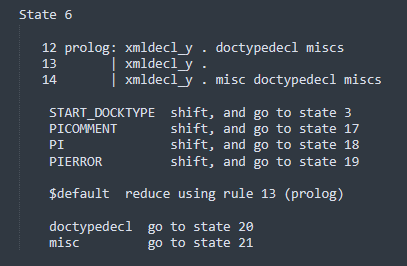 State 6
12 prolog: xmldecl_y . doctypedecl miscs
13 | xmldecl_y .
14 | xmldecl_y . misc doctypedecl miscs
START_DOCKTYPE shift, and go to state 3
PICOMMENT shift, and go to state 17
PI shift, and go to state 18
PIERROR shift, and go to state 19
$default reduce using rule 13 (prolog)
doctypedecl go to state 20
misc go to state 21